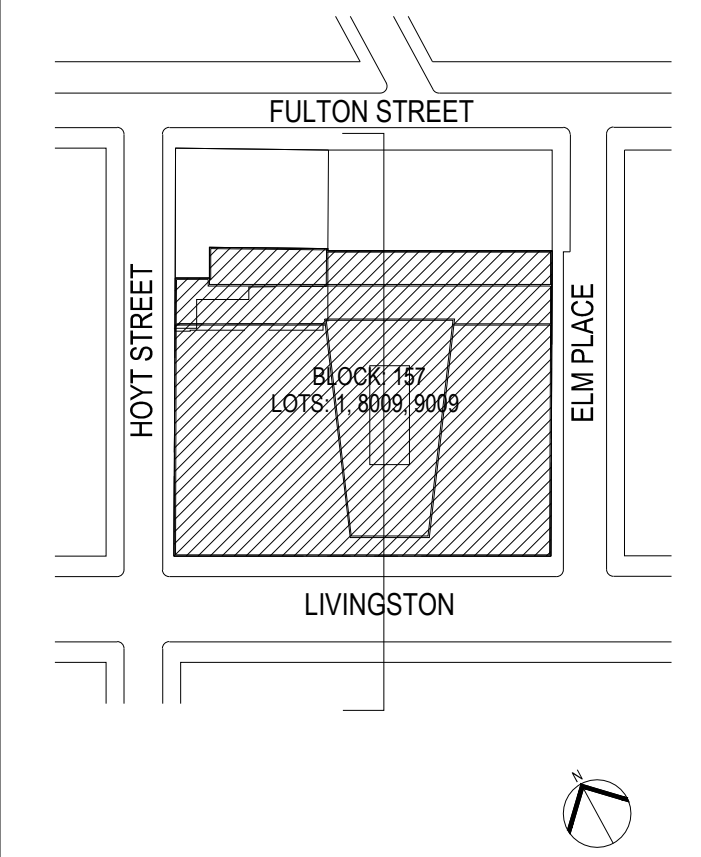 FULTON STREET
HOYT STREET
ELM PLACE
BLOCK: 157
LOTS: 1, 8009, 9009
LIVINGSTON
N